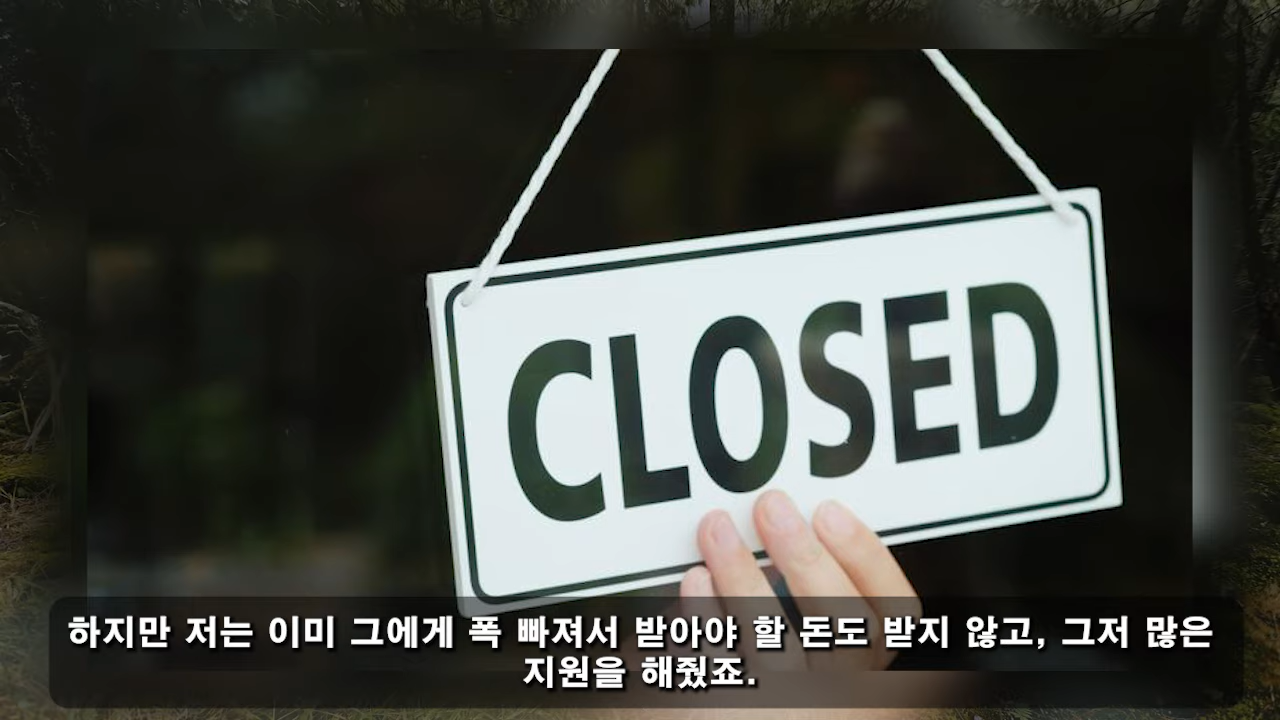 CLOSED
하지만 저는 이미 그에게 폭 빠져서 받아야 할 돈도 받지 않고, 그저 많은
지원을 해줬죠.